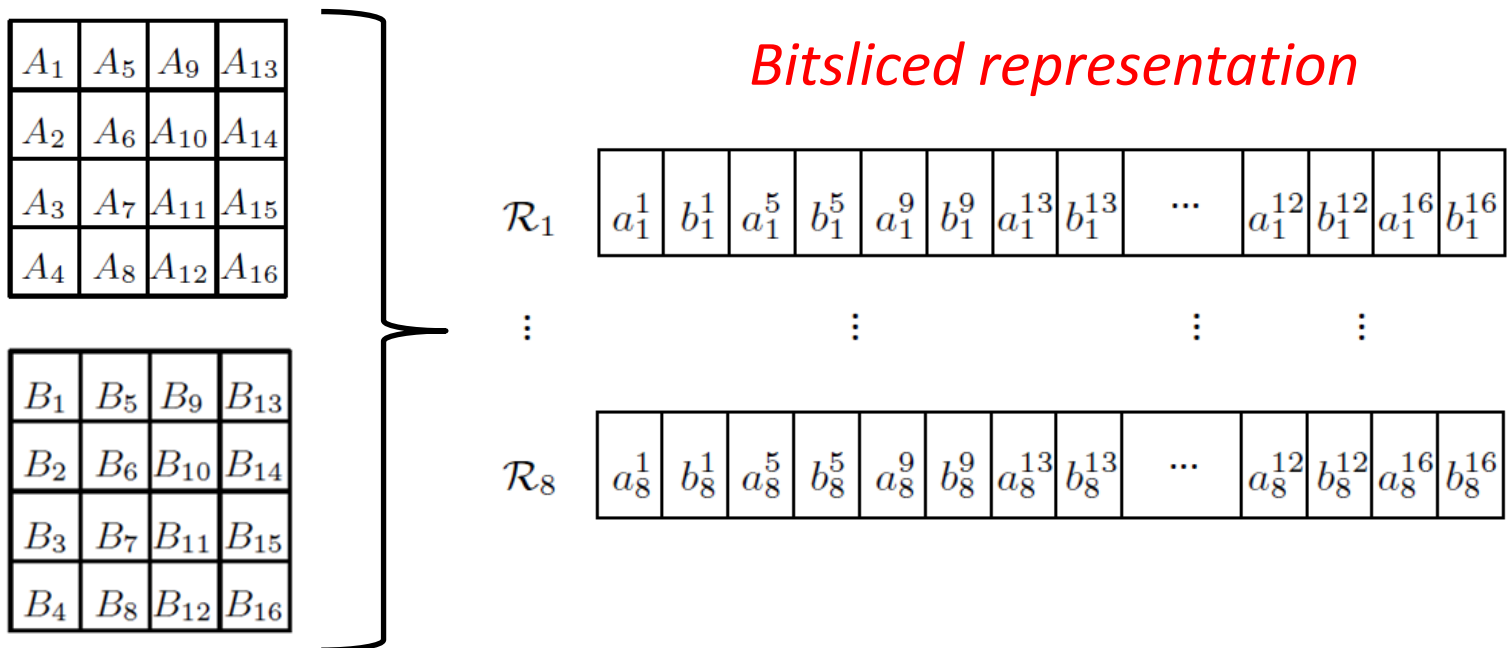 Bitsliced representation
A₁ A₅ A₉ A₁₃
A₂ A₆ A₁₀ A₁₄
A₃ A₇ A₁₁ A₁₅
A₄ A₈ A₁₂ A₁₆
B₁ B₅ B₉ B₁₃
B₂ B₆ B₁₀ B₁₄
B₃ B₇ B₁₁ B₁₅
B₄ B₈ B₁₂ B₁₆
ℛ₁ a₁¹ b₁¹ a₁⁵ b₁⁵ a₁⁹ b₁⁹ a₁¹³ b₁¹³ ... a₁¹² b₁¹² a₁¹⁶ b₁¹⁶
⋮ ⋮ ⋮ ⋮
ℛ₈ a₈¹ b₈¹ a₈⁵ b₈⁵ a₈⁹ b₈⁹ a₈¹³ b₈¹³ ... a₈¹² b₈¹² a₈¹⁶ b₈¹⁶